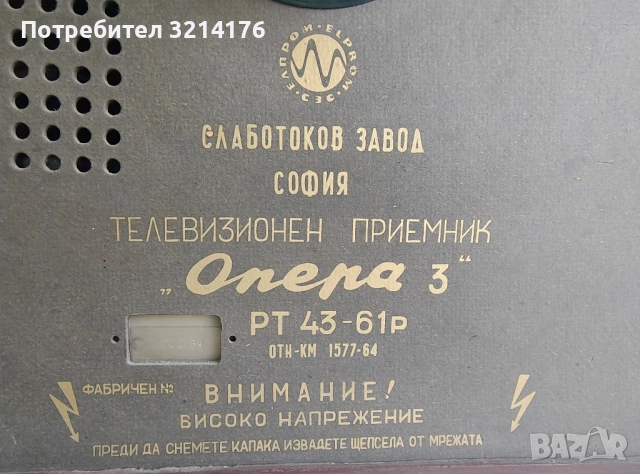 Потребител 3214176
ЕЛПРОМ · ELPROM ·
СЛАБОТОКОВ ЗАВОД
СОФИЯ
ТЕЛЕВИЗИОНЕН ПРИЕМНИК
„Опера 3“
РТ 43-61р
ОТН-КМ 1577-64
ФАБРИЧЕН №
ВНИМАНИЕ!
ВИСОКО НАПРЕЖЕНИЕ
ПРЕДИ ДА СНЕМЕТЕ КАПАКА ИЗВАДЕТЕ ЩЕПСЕЛА ОТ МРЕЖАТА
BAZAR